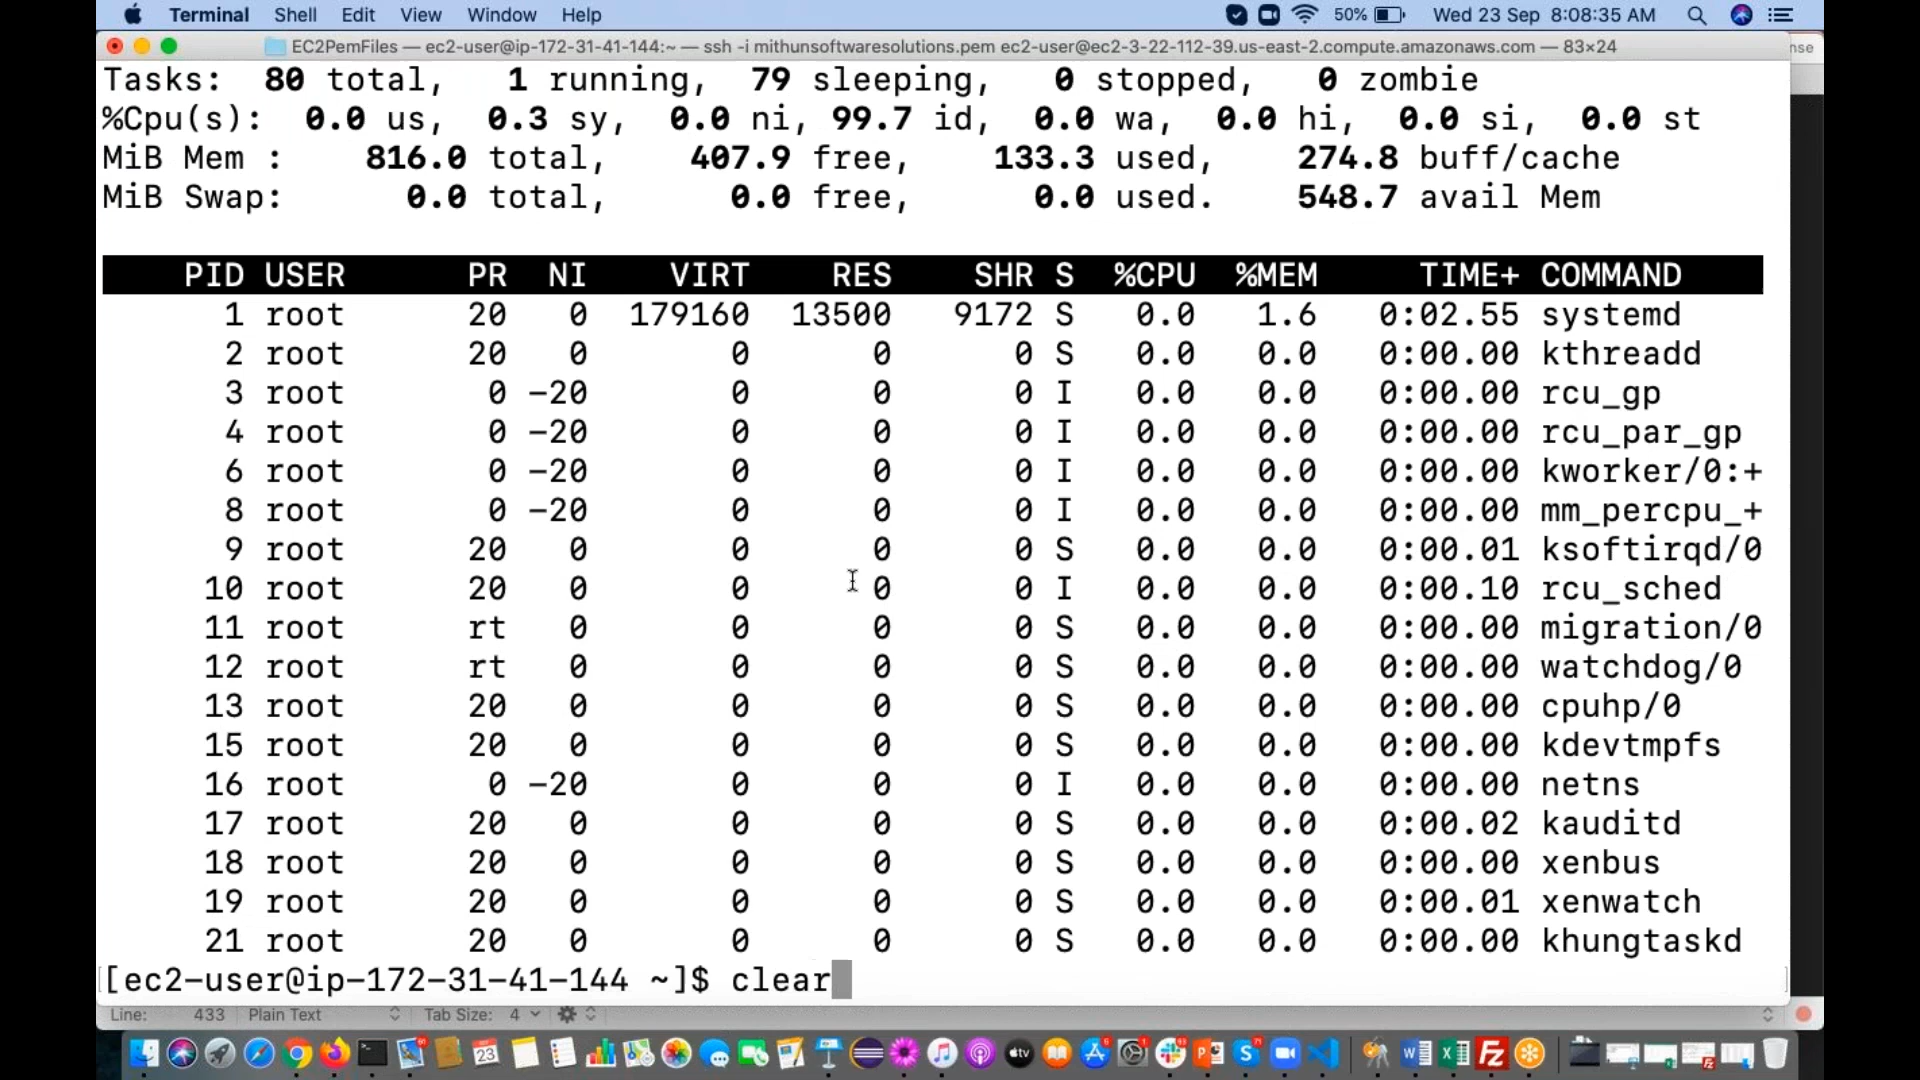 Terminal Shell Edit View Window Help 50% Wed 23 Sep 8:08:35 AM
EC2PemFiles — ec2-user@ip-172-31-41-144:~ — ssh -i mithunsoftwaresolutions.pem ec2-user@ec2-3-22-112-39.us-east-2.compute.amazonaws.com — 83×24
nse
Tasks: 80 total, 1 running, 79 sleeping, 0 stopped, 0 zombie
%Cpu(s): 0.0 us, 0.3 sy, 0.0 ni, 99.7 id, 0.0 wa, 0.0 hi, 0.0 si, 0.0 st
MiB Mem : 816.0 total, 407.9 free, 133.3 used, 274.8 buff/cache
MiB Swap: 0.0 total, 0.0 free, 0.0 used. 548.7 avail Mem
PID USER PR NI VIRT RES SHR S %CPU %MEM TIME+ COMMAND
1 root 20 0 179160 13500 9172 S 0.0 1.6 0:02.55 systemd
2 root 20 0 0 0 0 S 0.0 0.0 0:00.00 kthreadd
3 root 0 -20 0 0 0 I 0.0 0.0 0:00.00 rcu_gp
4 root 0 -20 0 0 0 I 0.0 0.0 0:00.00 rcu_par_gp
6 root 0 -20 0 0 0 I 0.0 0.0 0:00.00 kworker/0:+
8 root 0 -20 0 0 0 I 0.0 0.0 0:00.00 mm_percpu_+
9 root 20 0 0 0 0 S 0.0 0.0 0:00.01 ksoftirqd/0
10 root 20 0 0 0 0 I 0.0 0.0 0:00.10 rcu_sched
11 root rt 0 0 0 0 S 0.0 0.0 0:00.00 migration/0
12 root rt 0 0 0 0 S 0.0 0.0 0:00.00 watchdog/0
13 root 20 0 0 0 0 S 0.0 0.0 0:00.00 cpuhp/0
15 root 20 0 0 0 0 S 0.0 0.0 0:00.00 kdevtmpfs
16 root 0 -20 0 0 0 I 0.0 0.0 0:00.00 netns
17 root 20 0 0 0 0 S 0.0 0.0 0:00.02 kauditd
18 root 20 0 0 0 0 S 0.0 0.0 0:00.00 xenbus
19 root 20 0 0 0 0 S 0.0 0.0 0:00.01 xenwatch
21 root 20 0 0 0 0 S 0.0 0.0 0:00.00 khungtaskd
[ec2-user@ip-172-31-41-144 ~]$ clear
Line: 433 Plain Text Tab Size: 4
23 tv